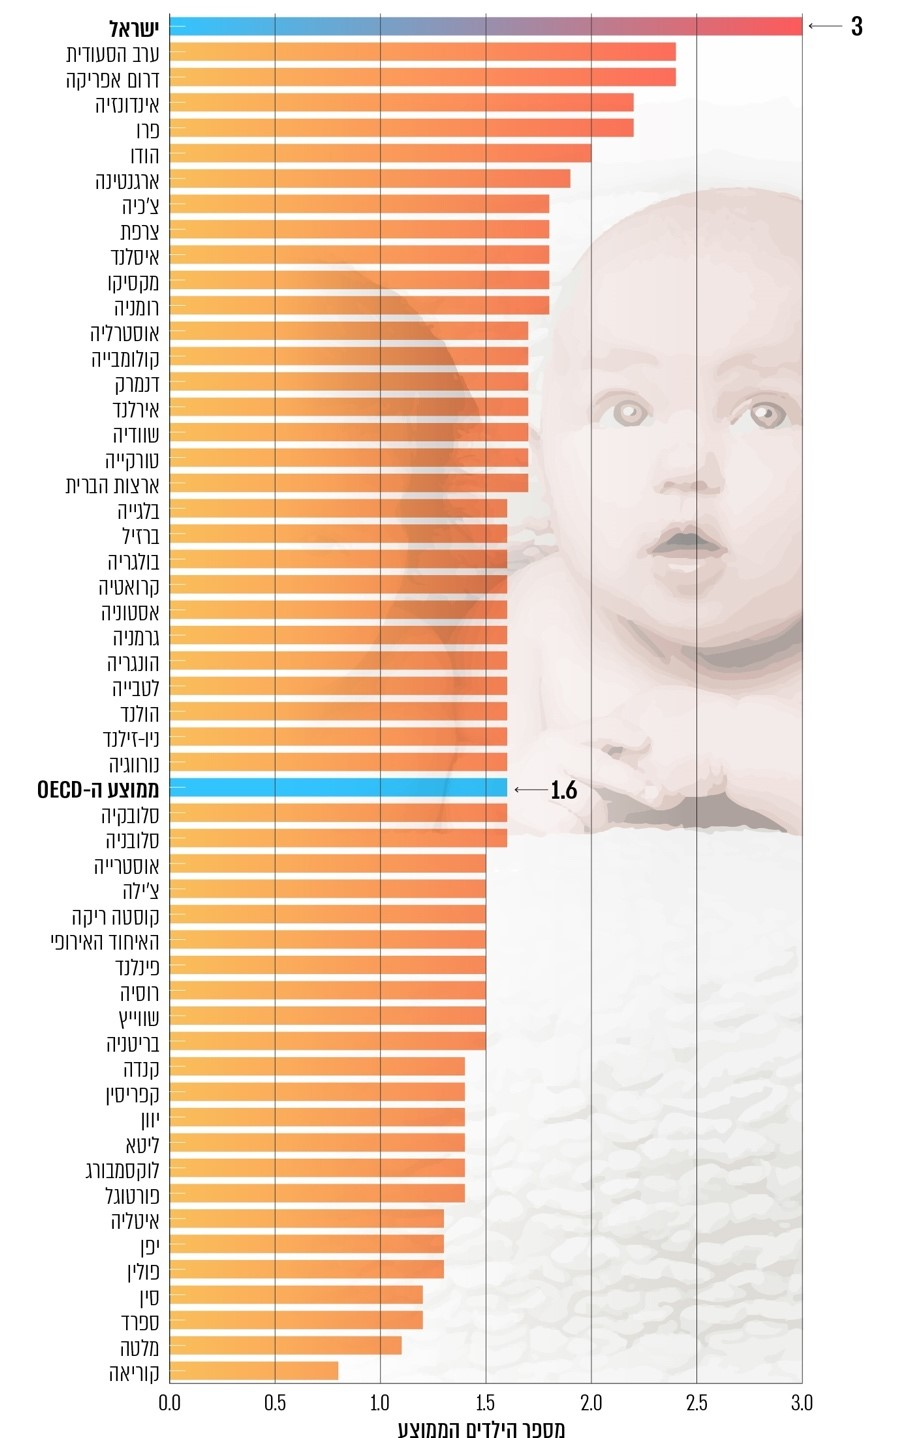 ישראל 3
ערב הסעודית
דרום אפריקה
אינדונזיה
פרו
הודו
ארגנטינה
צ'כיה
צרפת
איסלנד
מקסיקו
רומניה
אוסטרליה
קולומבייה
דנמרק
אירלנד
שוודיה
טורקייה
ארצות הברית
בלגייה
ברזיל
בולגריה
קרואטיה
אסטוניה
גרמניה
הונגריה
לטבייה
הולנד
ניו-זילנד
נורווגיה
ממוצע ה-OECD 1.6
סלובקיה
סלובניה
אוסטרייה
צ'ילה
קוסטה ריקה
האיחוד האירופי
פינלנד
רוסיה
שווייץ
בריטניה
קנדה
קפריסין
יוון
ליטא
לוקסמבורג
פורטוגל
איטליה
יפן
פולין
סין
ספרד
מלטה
קוריאה
0.0 0.5 1.0 1.5 2.0 2.5 3.0
מספר הילדים הממוצע